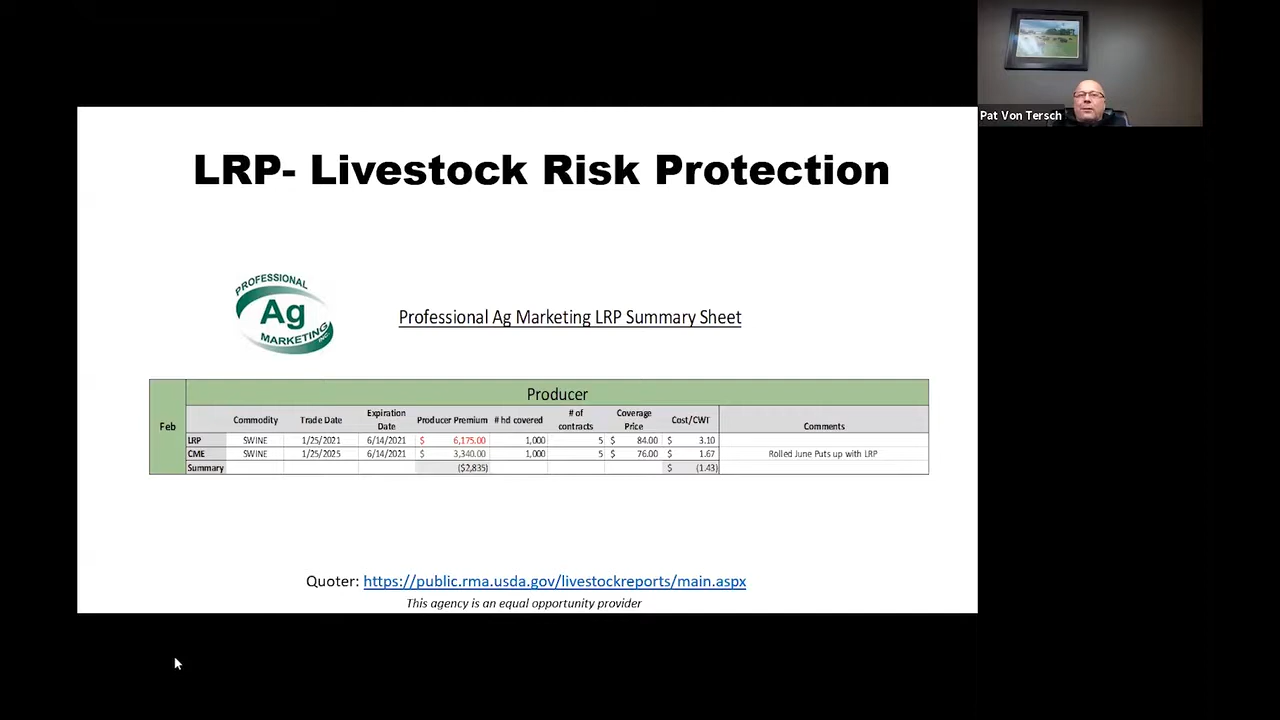 Pat Von Tersch
LRP- Livestock Risk Protection
PROFESSIONAL
Ag
MARKETING INC
Professional Ag Marketing LRP Summary Sheet
Producer
Feb
Commodity Trade Date Expiration Date Producer Premium # hd covered # of contracts Coverage Price Cost/CWT Comments
LRP SWINE 1/25/2021 6/14/2021 $ 6,175.00 1,000 5 $ 84.00 $ 3.10
CME SWINE 1/25/2025 6/14/2021 $ 3,340.00 1,000 5 $ 76.00 $ 1.67 Rolled June Puts up with LRP
Summary ($2,835) $ (1.43)
Quoter: https://public.rma.usda.gov/livestockreports/main.aspx
This agency is an equal opportunity provider